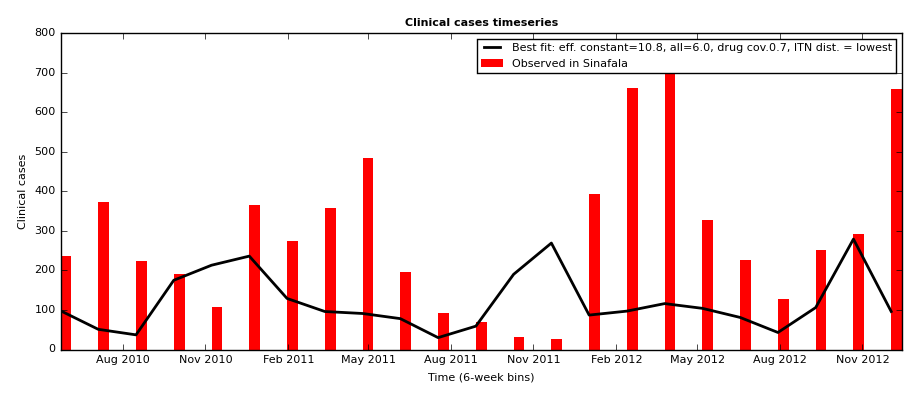 Clinical cases timeseries
800
700
600
500
400
300
200
100
0
Clinical cases
Best fit: eff. constant=10.8, all=6.0, drug cov.0.7, ITN dist. = lowest
Observed in Sinafala
Aug 2010 Nov 2010 Feb 2011 May 2011 Aug 2011 Nov 2011 Feb 2012 May 2012 Aug 2012 Nov 2012
Time (6-week bins)